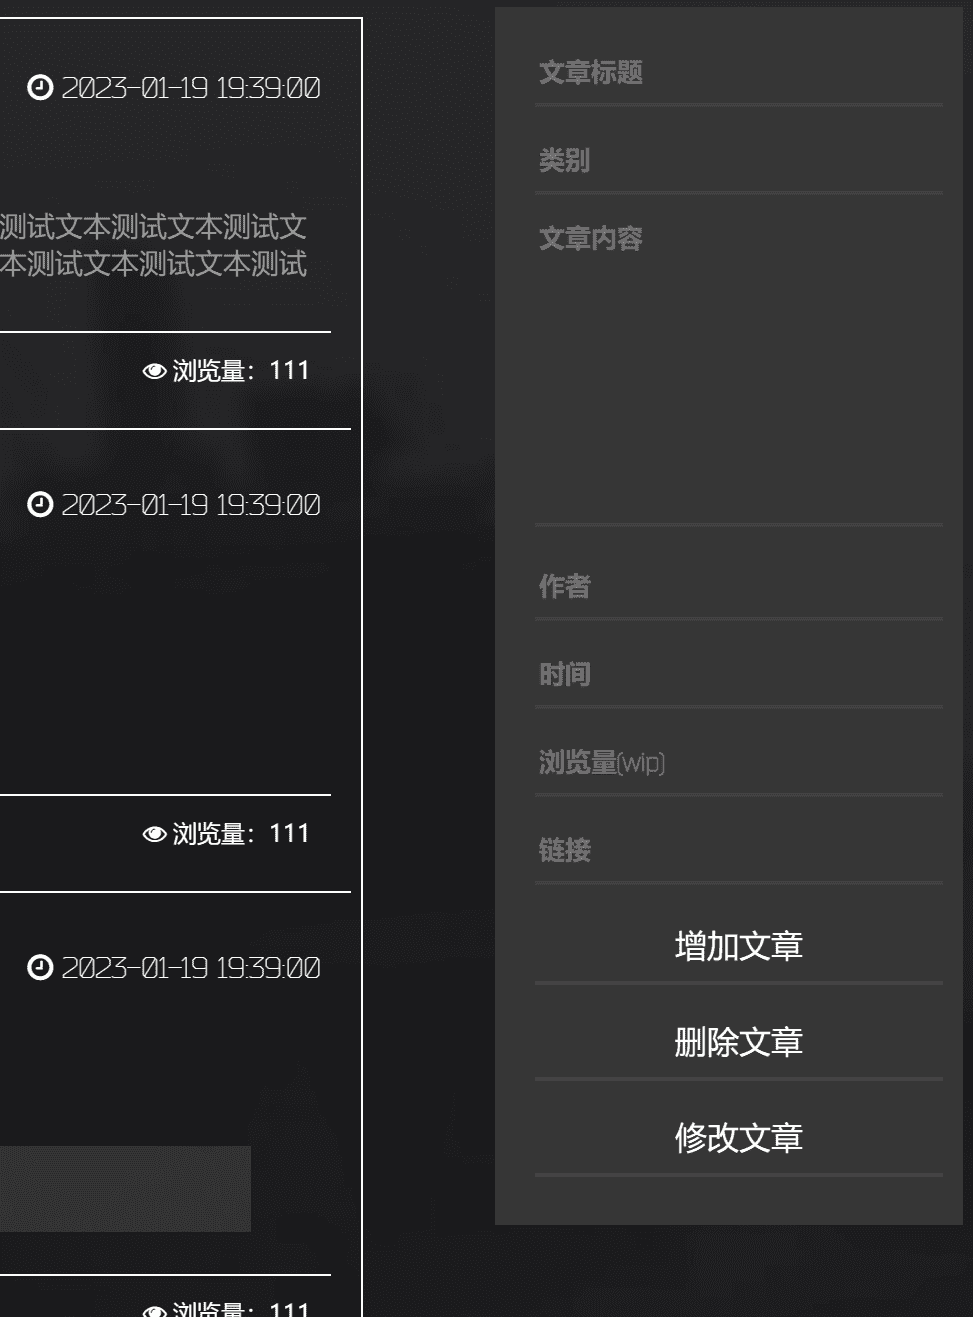 2023-01-19 19:39:00
测试文本测试文本测试文
本测试文本测试文本测试
浏览量：111
2023-01-19 19:39:00
浏览量：111
2023-01-19 19:39:00
浏览量：111
文章标题
类别
文章内容
作者
时间
浏览量(wip)
链接
增加文章
删除文章
修改文章